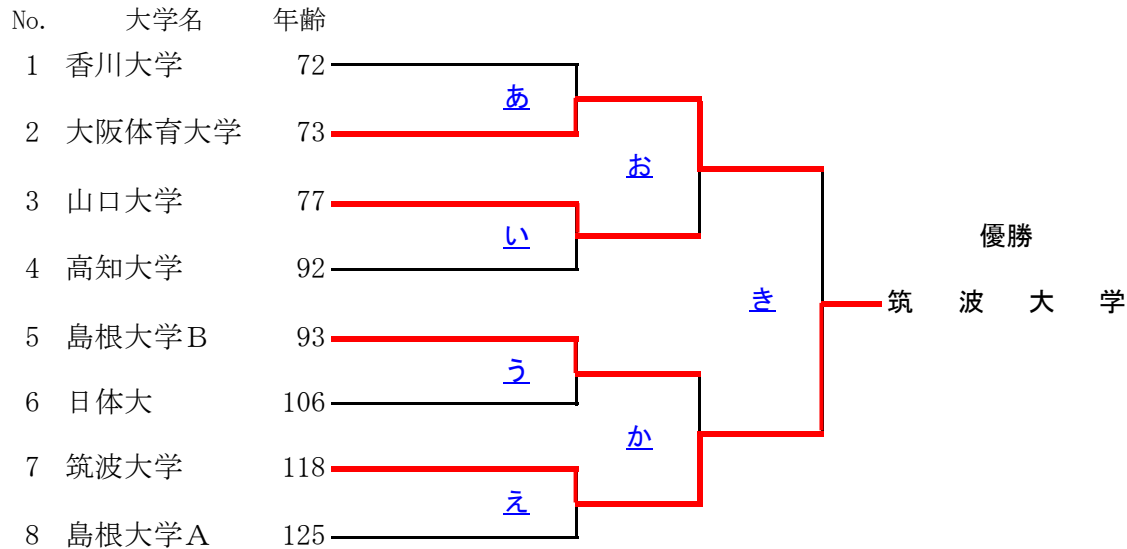 No. 大学名 年齢
1 香川大学 72
あ
2 大阪体育大学 73
お
3 山口大学 77
い
優勝
4 高知大学 92
き
筑 波 大 学
5 島根大学B 93
う
6 日体大 106
か
7 筑波大学 118
え
8 島根大学A 125